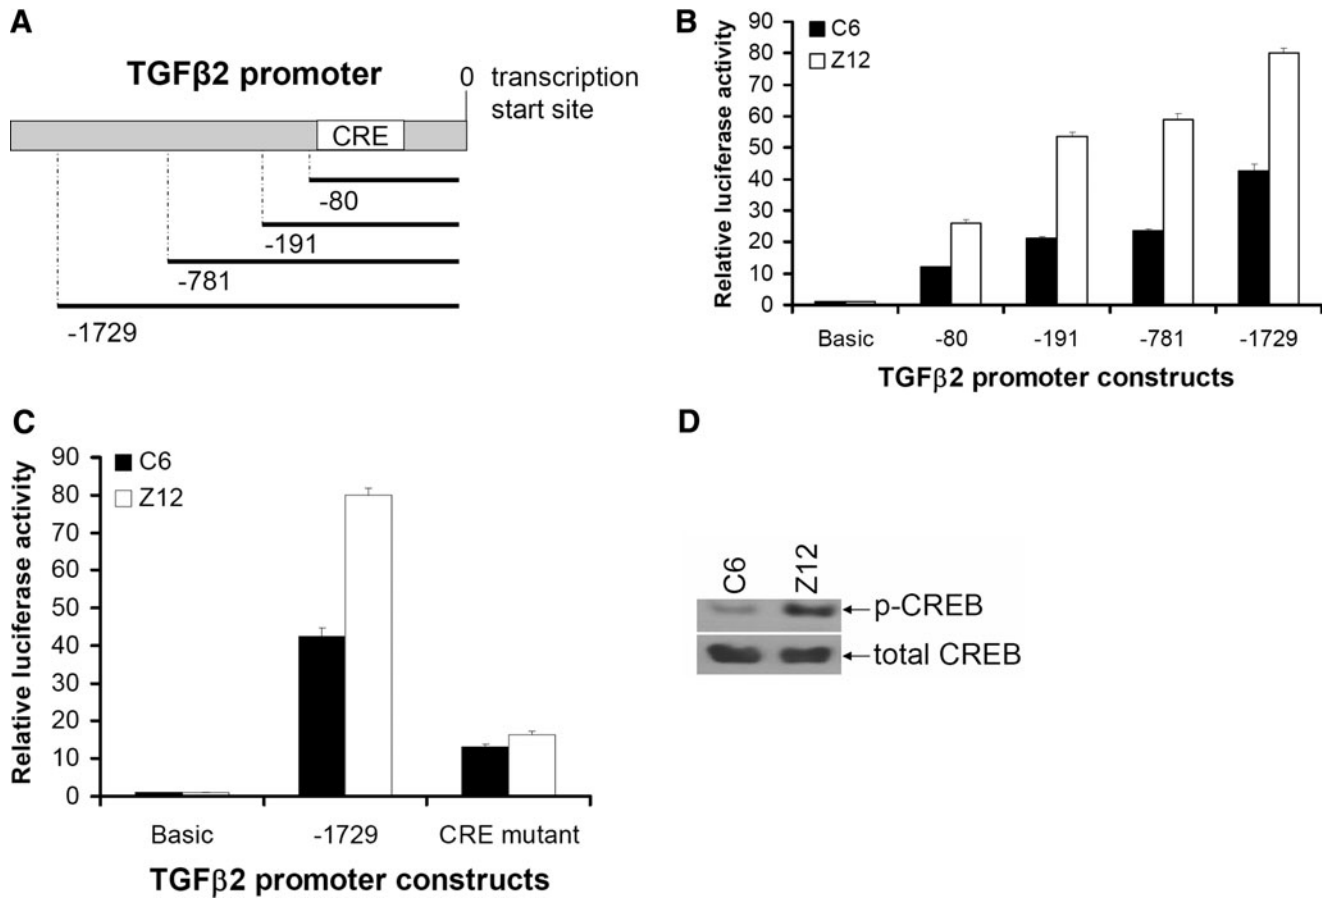 A
TGFβ2 promoter
0 transcription
start site
CRE
-80
-191
-781
-1729
B
Relative luciferase activity
90
80
70
60
50
40
30
20
10
0
C6
Z12
Basic -80 -191 -781 -1729
TGFβ2 promoter constructs
C
Relative luciferase activity
90
80
70
60
50
40
30
20
10
0
C6
Z12
Basic -1729 CRE mutant
TGFβ2 promoter constructs
D
C6 Z12
p-CREB
total CREB